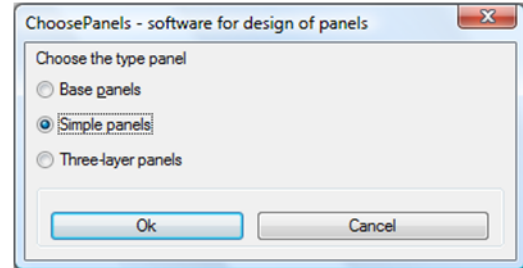 ChoosePanels - software for design of panels
Choose the type panel
Base panels
Simple panels
Three-layer panels
Ok Cancel